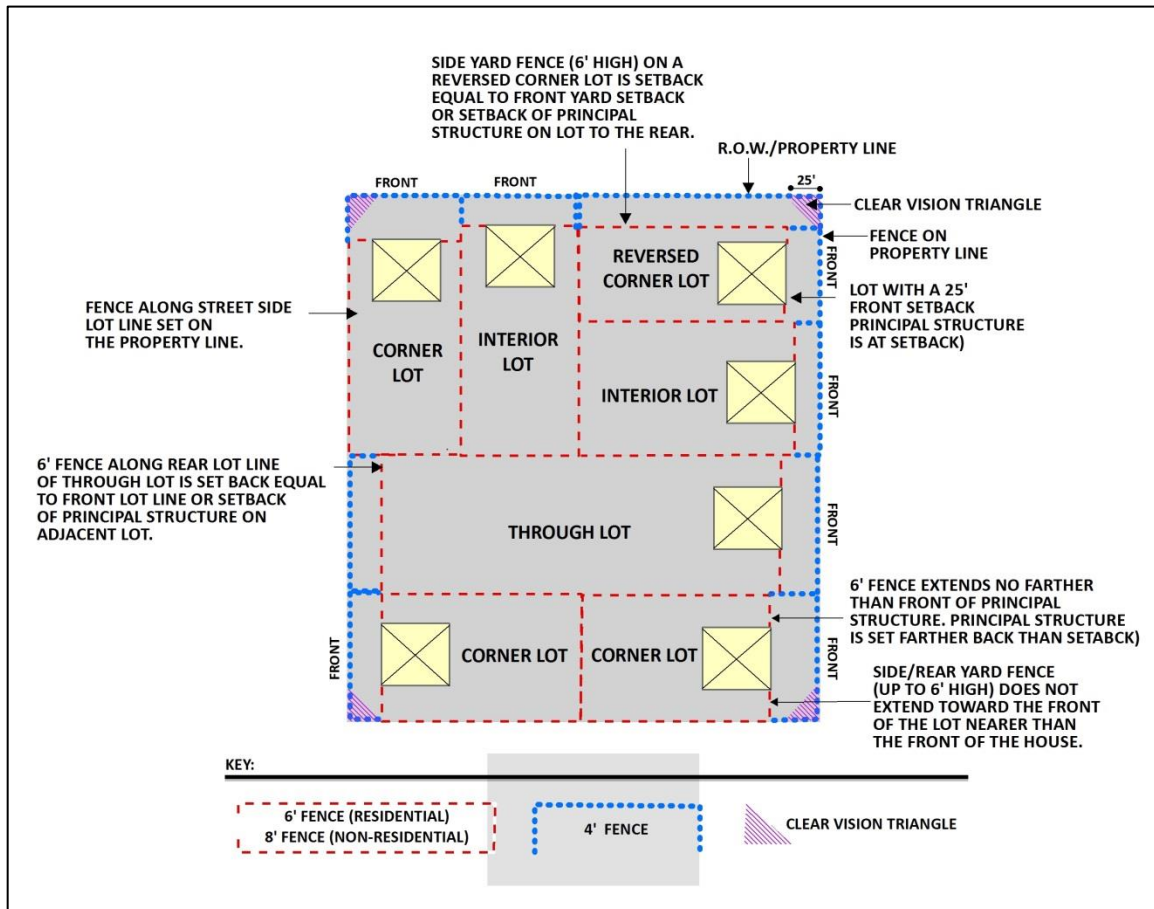 SIDE YARD FENCE (6' HIGH) ON A
REVERSED CORNER LOT IS SETBACK
EQUAL TO FRONT YARD SETBACK
OR SETBACK OF PRINCIPAL
STRUCTURE ON LOT TO THE REAR.
R.O.W./PROPERTY LINE
FRONT
FRONT
25'
CLEAR VISION TRIANGLE
FENCE ON
PROPERTY LINE
FRONT
REVERSED
CORNER LOT
LOT WITH A 25'
FRONT SETBACK
PRINCIPAL STRUCTURE
IS AT SETBACK)
FENCE ALONG STREET SIDE
LOT LINE SET ON
THE PROPERTY LINE.
CORNER
LOT
INTERIOR
LOT
INTERIOR LOT
FRONT
6' FENCE ALONG REAR LOT LINE
OF THROUGH LOT IS SET BACK EQUAL
TO FRONT LOT LINE OR SETBACK
OF PRINCIPAL STRUCTURE ON
ADJACENT LOT.
THROUGH LOT
FRONT
6' FENCE EXTENDS NO FARTHER
THAN FRONT OF PRINCIPAL
STRUCTURE. PRINCIPAL STRUCTURE
IS SET FARTHER BACK THAN SETABCK)
FRONT
CORNER LOT
CORNER LOT
FRONT
SIDE/REAR YARD FENCE
(UP TO 6' HIGH) DOES NOT
EXTEND TOWARD THE FRONT
OF THE LOT NEARER THAN
THE FRONT OF THE HOUSE.
KEY:
6' FENCE (RESIDENTIAL)
8' FENCE (NON-RESIDENTIAL)
4' FENCE
CLEAR VISION TRIANGLE